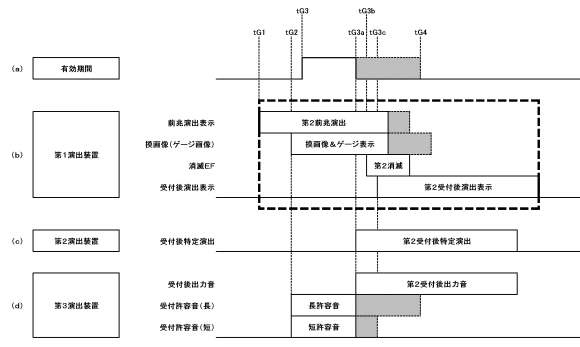 tG3 tG3b
tG1 tG2 tG3a tG3c tG4
(a) 有効期間
前兆演出表示 第2前兆演出
(b) 第1演出装置 操画像(ゲージ画像) 操画像&ゲージ表示
消滅EF 第2消滅
受付後演出表示 第2受付後演出表示
(c) 第2演出装置 受付後特定演出 第2受付後特定演出
受付後出力音 第2受付後出力音
(d) 第3演出装置 受付許容音(長) 長許容音
受付許容音(短) 短許容音